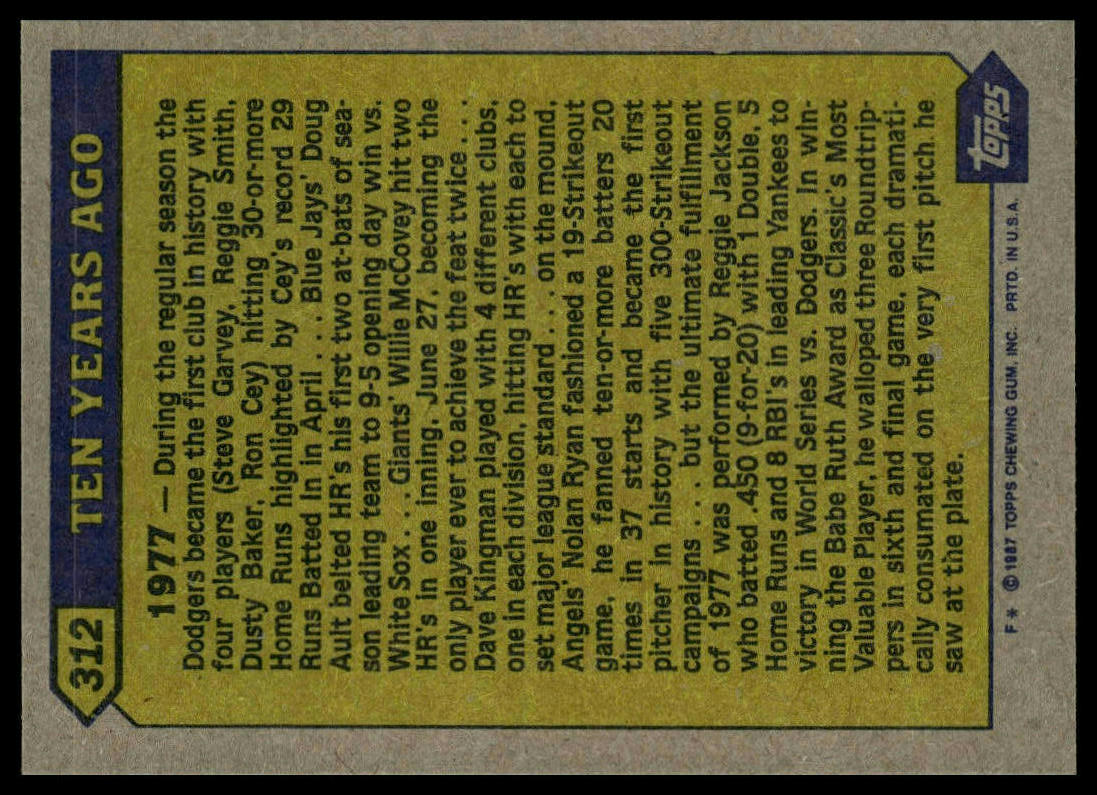 312
TEN YEARS AGO
1977 — During the regular season the
Dodgers became the first club in history with
four players (Steve Garvey, Reggie Smith,
Dusty Baker, Ron Cey) hitting 30-or-more
Home Runs highlighted by Cey's record 29
Runs Batted In in April . . . Blue Jays' Doug
Ault belted HR's his first two at-bats of sea-
son leading team to 9-5 opening day win vs.
White Sox . . . Giants' Willie McCovey hit two
HR's in one inning, June 27, becoming the
only player ever to achieve the feat twice . . .
Dave Kingman played with 4 different clubs,
one in each division, hitting HR's with each to
set major league standard . . . on the mound,
Angels' Nolan Ryan fashioned a 19-Strikeout
game, he fanned ten-or-more batters 20
times in 37 starts and became the first
pitcher in history with five 300-Strikeout
campaigns . . . but the ultimate fulfillment
of 1977 was performed by Reggie Jackson
who batted .450 (9-for-20) with 1 Double, 5
Home Runs and 8 RBI's in leading Yankees to
victory in World Series vs. Dodgers. In win-
ning the Babe Ruth Award as Classic's Most
Valuable Player, he walloped three Roundtrip-
pers in sixth and final game, each dramati-
cally consumated on the very first pitch he
saw at the plate.
F* © 1987 TOPPS CHEWING GUM, INC. PRTD. IN U.S.A.
topps